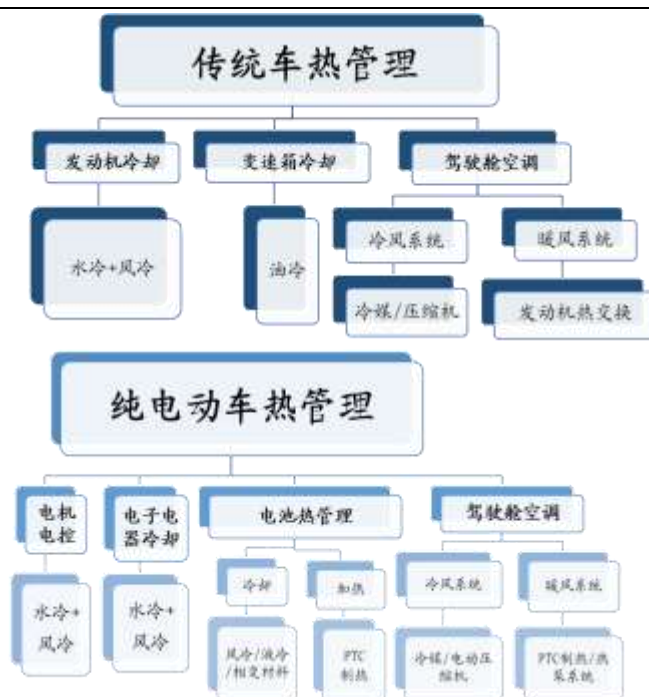 传统车热管理
发动机冷却
变速箱冷却
驾驶舱空调
水冷+风冷
油冷
冷风系统
暖风系统
冷媒/压缩机
发动机热交换
纯电动车热管理
电机
电控
电子电
器冷却
电池热管理
驾驶舱空调
水冷+
风冷
水冷+
风冷
冷却
加热
冷风系统
暖风系统
风冷/液冷
/相变材料
PTC
制热
冷媒/电动压
缩机
PTC制热/热
泵系统